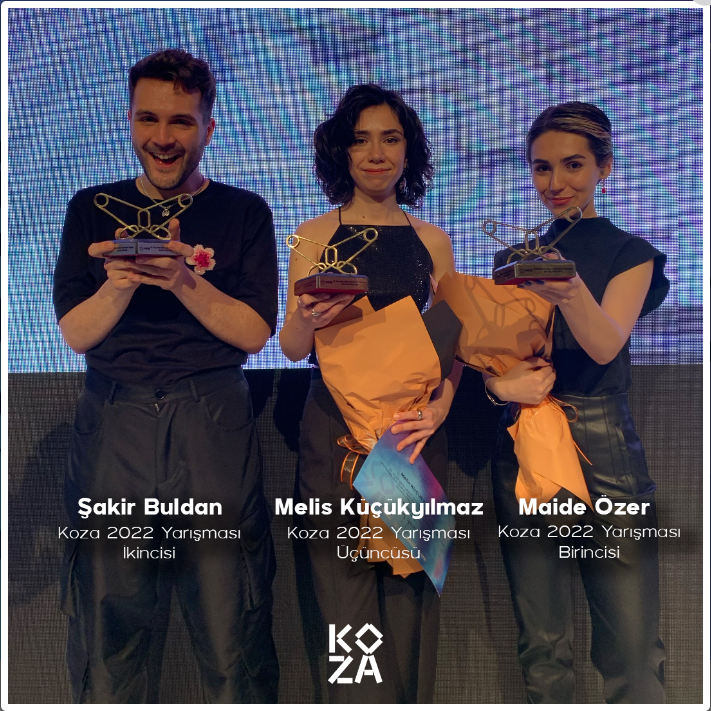 Şakir Buldan
Koza 2022 Yarışması
İkincisi
Melis Küçükyılmaz
Koza 2022 Yarışması
Üçüncüsü
Maide Özer
Koza 2022 Yarışması
Birincisi
KO
ZA